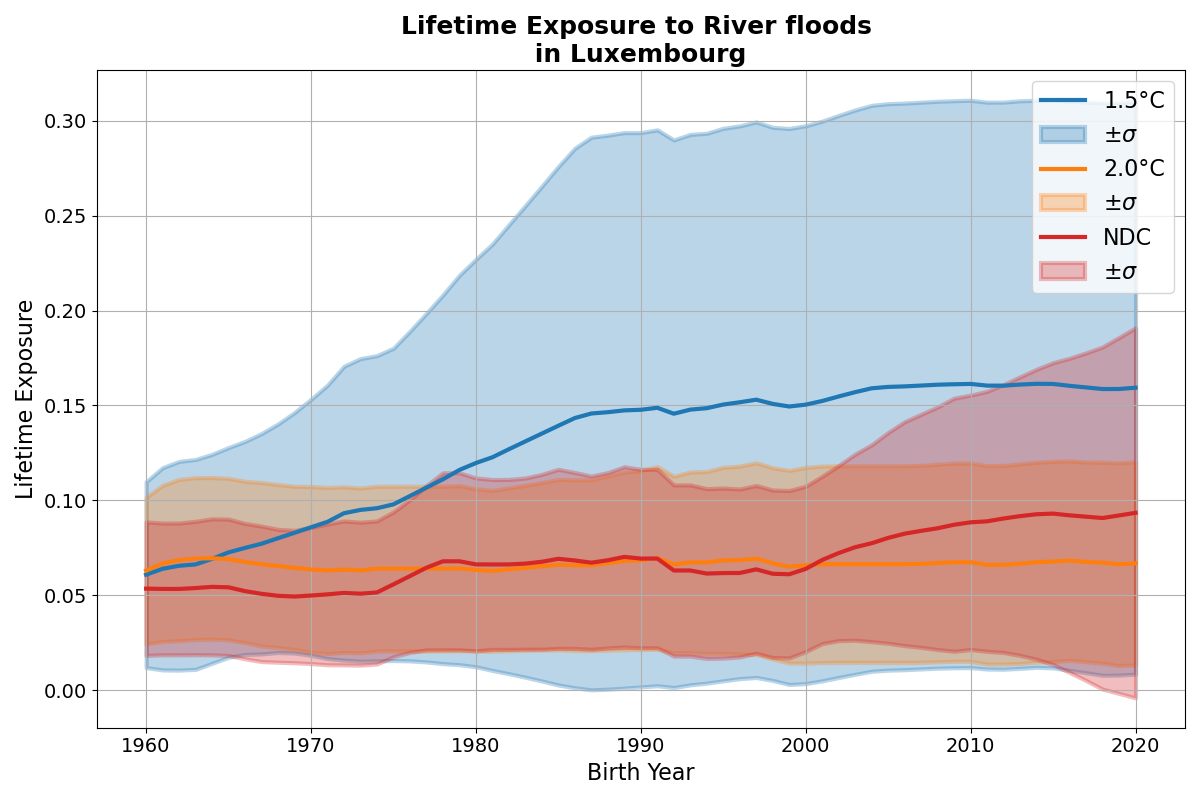 Lifetime Exposure to River floods
in Luxembourg
Lifetime Exposure
0.30
0.25
0.20
0.15
0.10
0.05
0.00
1960 1970 1980 1990 2000 2010 2020
Birth Year
1.5°C
±σ
2.0°C
±σ
NDC
±σ